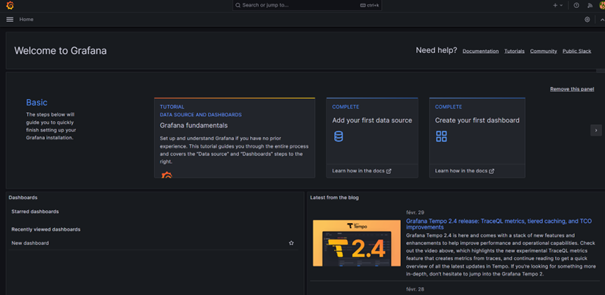 Search or jump to...
ctrl+k
Home
Welcome to Grafana
Need help?
Documentation
Tutorials
Community
Public Slack
Remove this panel
Basic
The steps below will
guide you to quickly
finish setting up your
Grafana installation.
TUTORIAL
DATA SOURCE AND DASHBOARDS
Grafana fundamentals
Set up and understand Grafana if you have no prior
experience. This tutorial guides you through the entire process
and covers the "Data source" and "Dashboards" steps to the
right.
COMPLETE
Add your first data source
Learn how in the docs
COMPLETE
Create your first dashboard
Learn how in the docs
Dashboards
Starred dashboards
Recently viewed dashboards
New dashboard
Latest from the blog
févr. 29
Grafana Tempo 2.4 release: TraceQL metrics, tiered caching, and TCO
improvements
Grafana Tempo 2.4 is here and comes with a stack of new features and
enhancements to help improve performance and operational capabilities. Check
out the video above, which highlights the new experimental TraceQL metrics
feature that creates metrics from traces, and continue reading to get a quick
overview of all the latest updates in Tempo. If you're looking for something more
in-depth, don't hesitate to jump into the Grafana Tempo 2.
Tempo
2.4
févr. 28